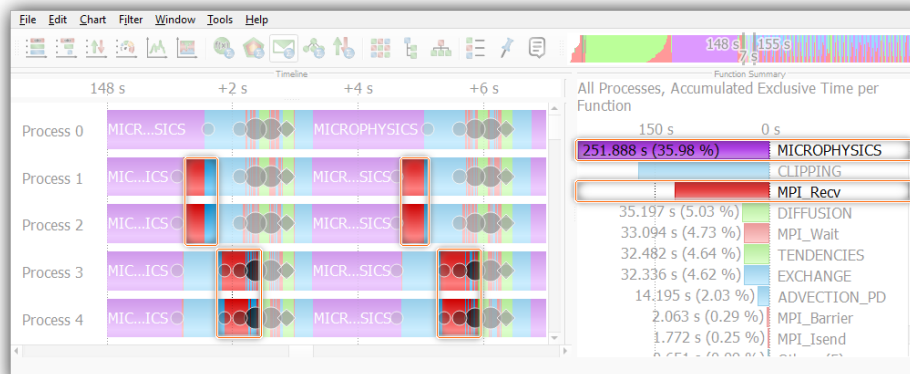 File Edit Chart Filter Window Tools Help
148 s 155 s
7 s
Timeline
Function Summary
148 s +2 s +4 s +6 s
All Processes, Accumulated Exclusive Time per
Function
150 s 0 s
Process 0 MICR...SICS MICROPHYSICS
Process 1 MIC...ICS MICR...SICS
Process 2 MIC...ICS MICR...SICS
Process 3 MIC...ICS MICR...SICS
Process 4 MIC...ICS MICR...SICS
251.888 s (35.98 %) MICROPHYSICS
CLIPPING
MPI_Recv
35.197 s (5.03 %) DIFFUSION
33.094 s (4.73 %) MPI_Wait
32.482 s (4.64 %) TENDENCIES
32.336 s (4.62 %) EXCHANGE
14.195 s (2.03 %) ADVECTION_PD
2.063 s (0.29 %) MPI_Barrier
1.772 s (0.25 %) MPI_Isend